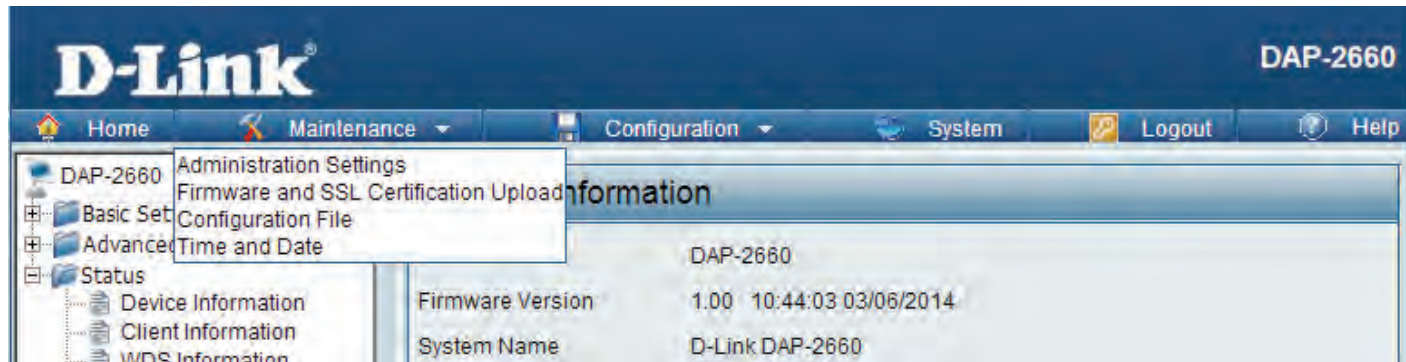 D-Link®
DAP-2660
Home Maintenance Configuration System Logout Help
DAP-2660
Basic Set
Advanced
Status
Device Information
Client Information
WDS Information
Administration Settings
Firmware and SSL Certification Upload
Configuration File
Time and Date
nformation
DAP-2660
Firmware Version 1.00 10:44:03 03/06/2014
System Name D-Link DAP-2660